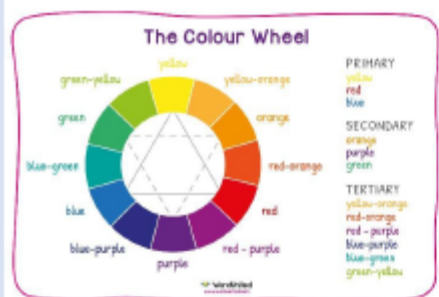 The Colour Wheel
yellow
green-yellow
yellow-orange
green
orange
blue-green
red-orange
blue
red
blue-purple
red - purple
purple
PRIMARY
yellow
red
blue
SECONDARY
orange
purple
green
TERTIARY
yellow-orange
red-orange
red - purple
blue-purple
blue-green
green-yellow